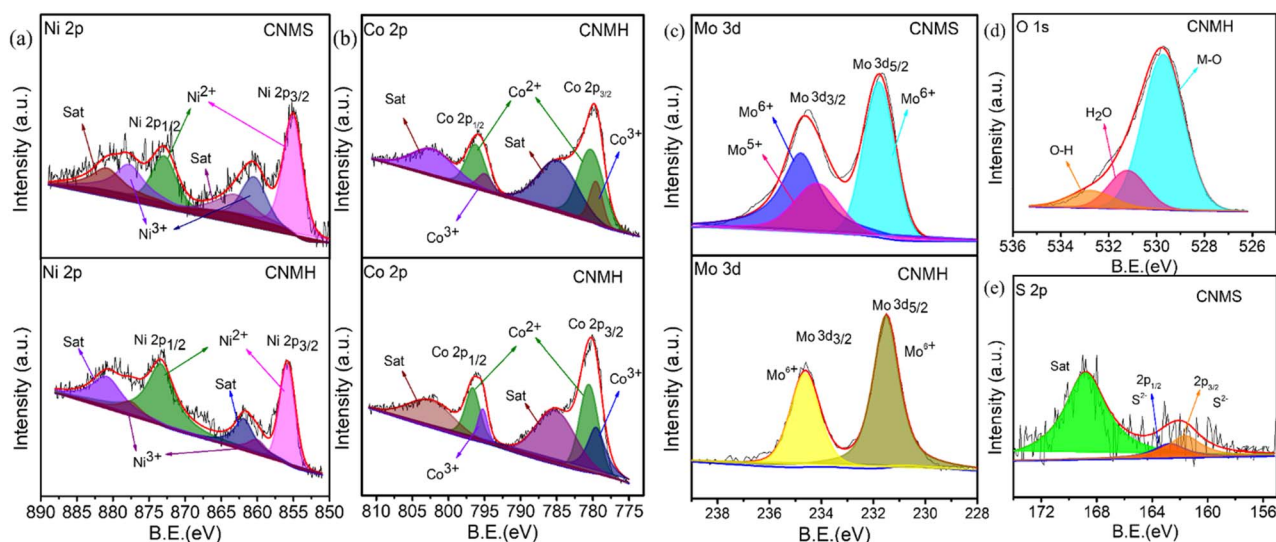 (a)
Ni 2p
CNMS
Intensity (a.u.)
Sat
Ni 2p1/2
Ni2+
Sat
Ni 2p3/2
Ni3+
Ni 2p
CNMH
Intensity (a.u.)
Sat
Ni 2p1/2
Ni2+
Sat
Ni 2p3/2
Ni3+
890 885 880 875 870 865 860 855 850
B.E.(eV)
(b)
Co 2p
CNMH
Intensity (a.u.)
Sat
Co 2p1/2
Co2+
Sat
Co 2p3/2
Co3+
Co3+
Co 2p
CNMH
Intensity (a.u.)
Sat
Co 2p1/2
Co2+
Sat
Co 2p3/2
Co3+
Co3+
810 805 800 795 790 785 780 775
B.E.(eV)
(c)
Mo 3d
CNMS
Intensity (a.u.)
Mo6+
Mo5+
Mo 3d3/2
Mo 3d5/2
Mo6+
Mo 3d
CNMH
Intensity (a.u.)
Mo 3d3/2
Mo6+
Mo 3d5/2
Mo6+
238 236 234 232 230 228
B.E.(eV)
(d)
O 1s
CNMH
Intensity (a.u.)
O-H
H2O
M-O
536 534 532 530 528 526
B.E.(eV)
(e)
S 2p
CNMS
Intensity (a.u.)
Sat
2p1/2
S2-
2p3/2
S2-
172 168 164 160 156
B.E.(eV)